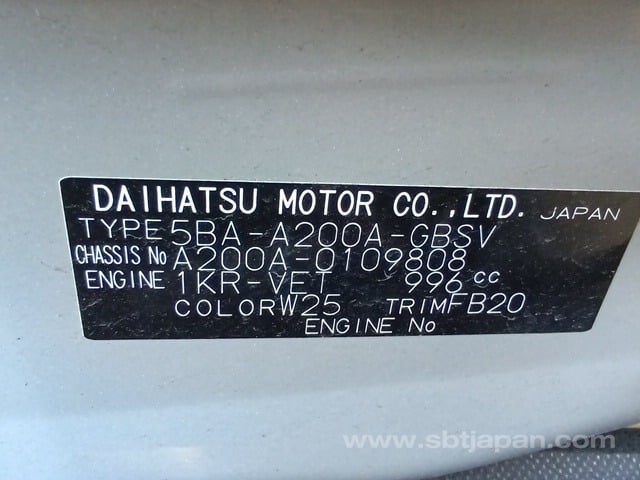 DAIHATSU MOTOR CO.,LTD. JAPAN
TYPE 5BA-A200A-GBSV
CHASSIS No A200A-0109808
ENGINE 1KR-VET 996 cc
COLOR W25 TRIM FB20
ENGINE No
www.sbtjapan.com